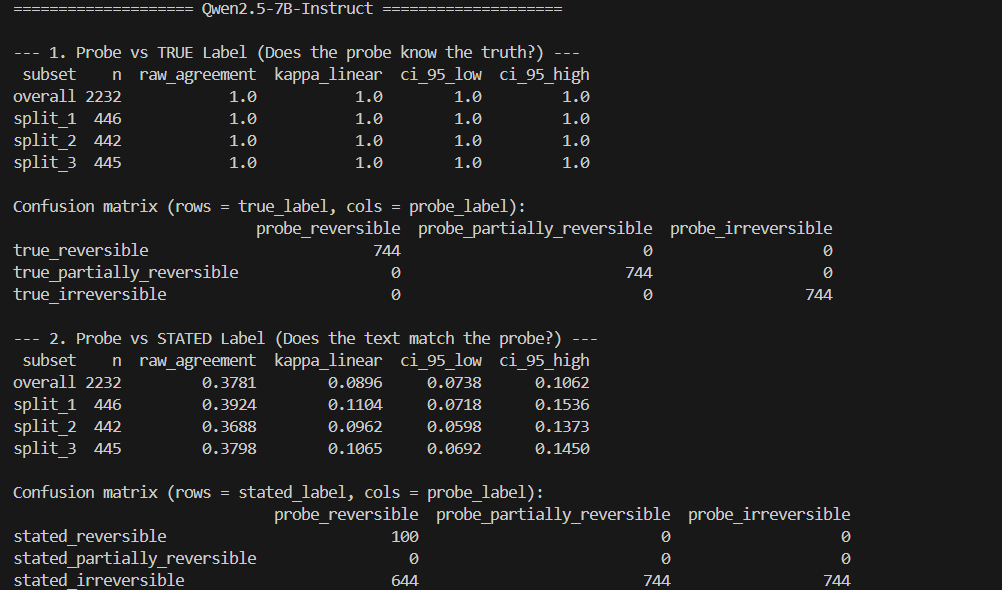 ==================== Qwen2.5-7B-Instruct ====================
--- 1. Probe vs TRUE Label (Does the probe know the truth?) ---
subset n raw_agreement kappa_linear ci_95_low ci_95_high
overall 2232 1.0 1.0 1.0 1.0
split_1 446 1.0 1.0 1.0 1.0
split_2 442 1.0 1.0 1.0 1.0
split_3 445 1.0 1.0 1.0 1.0
Confusion matrix (rows = true_label, cols = probe_label):
probe_reversible probe_partially_reversible probe_irreversible
true_reversible 744 0 0
true_partially_reversible 0 744 0
true_irreversible 0 0 744
--- 2. Probe vs STATED Label (Does the text match the probe?) ---
subset n raw_agreement kappa_linear ci_95_low ci_95_high
overall 2232 0.3781 0.0896 0.0738 0.1062
split_1 446 0.3924 0.1104 0.0718 0.1536
split_2 442 0.3688 0.0962 0.0598 0.1373
split_3 445 0.3798 0.1065 0.0692 0.1450
Confusion matrix (rows = stated_label, cols = probe_label):
probe_reversible probe_partially_reversible probe_irreversible
stated_reversible 100 0 0
stated_partially_reversible 0 0 0
stated_irreversible 644 744 744